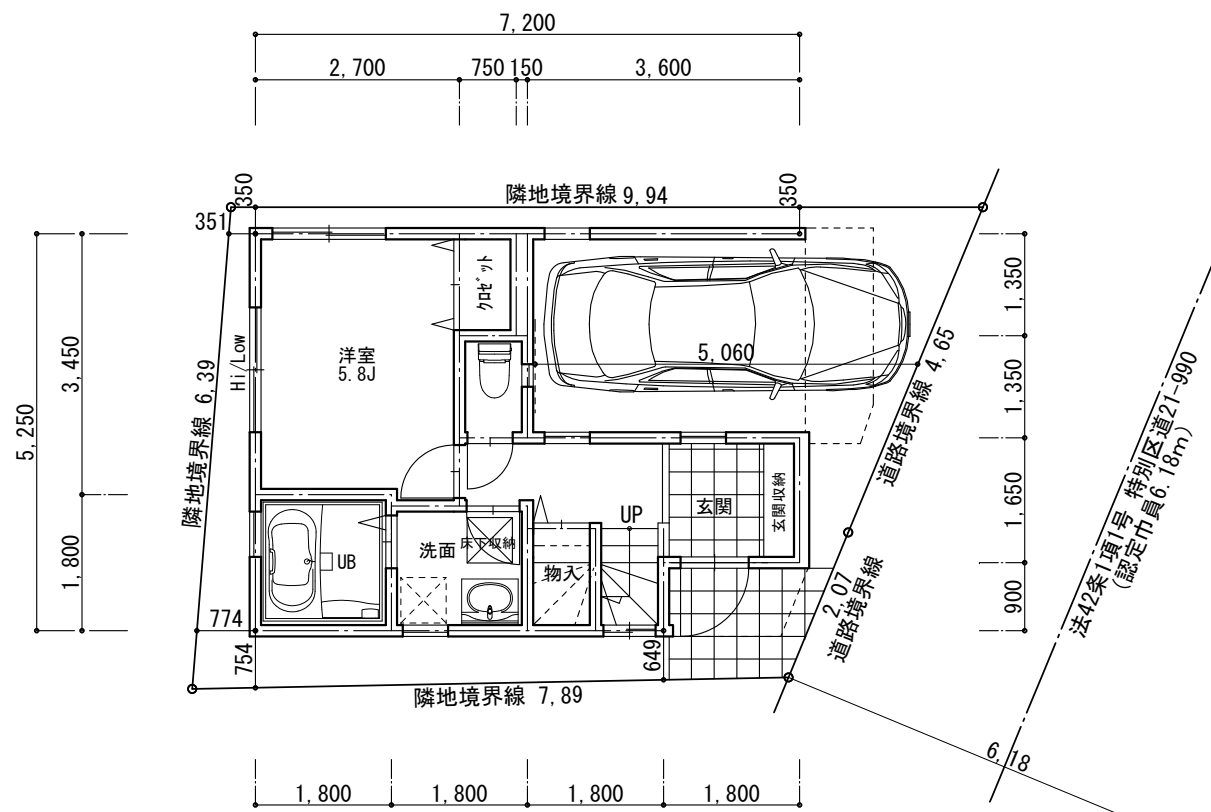 7,200
2,700
750
150
3,600
350
隣地境界線 9,94
350
351
5,250
3,450
1,800
隣地境界線 6,39
Hi/Low
洋室
5.8J
クロゼット
5,060
1,350
1,350
1,650
900
道路境界線 4,65
法42条1項1号 特別区道21-990
(認定巾員6.18m)
UP
玄関
玄関収納
UB
洗面
床下収納
物入
774
754
649
2,07
道路境界線
隣地境界線 7,89
6,18
1,800
1,800
1,800
1,800